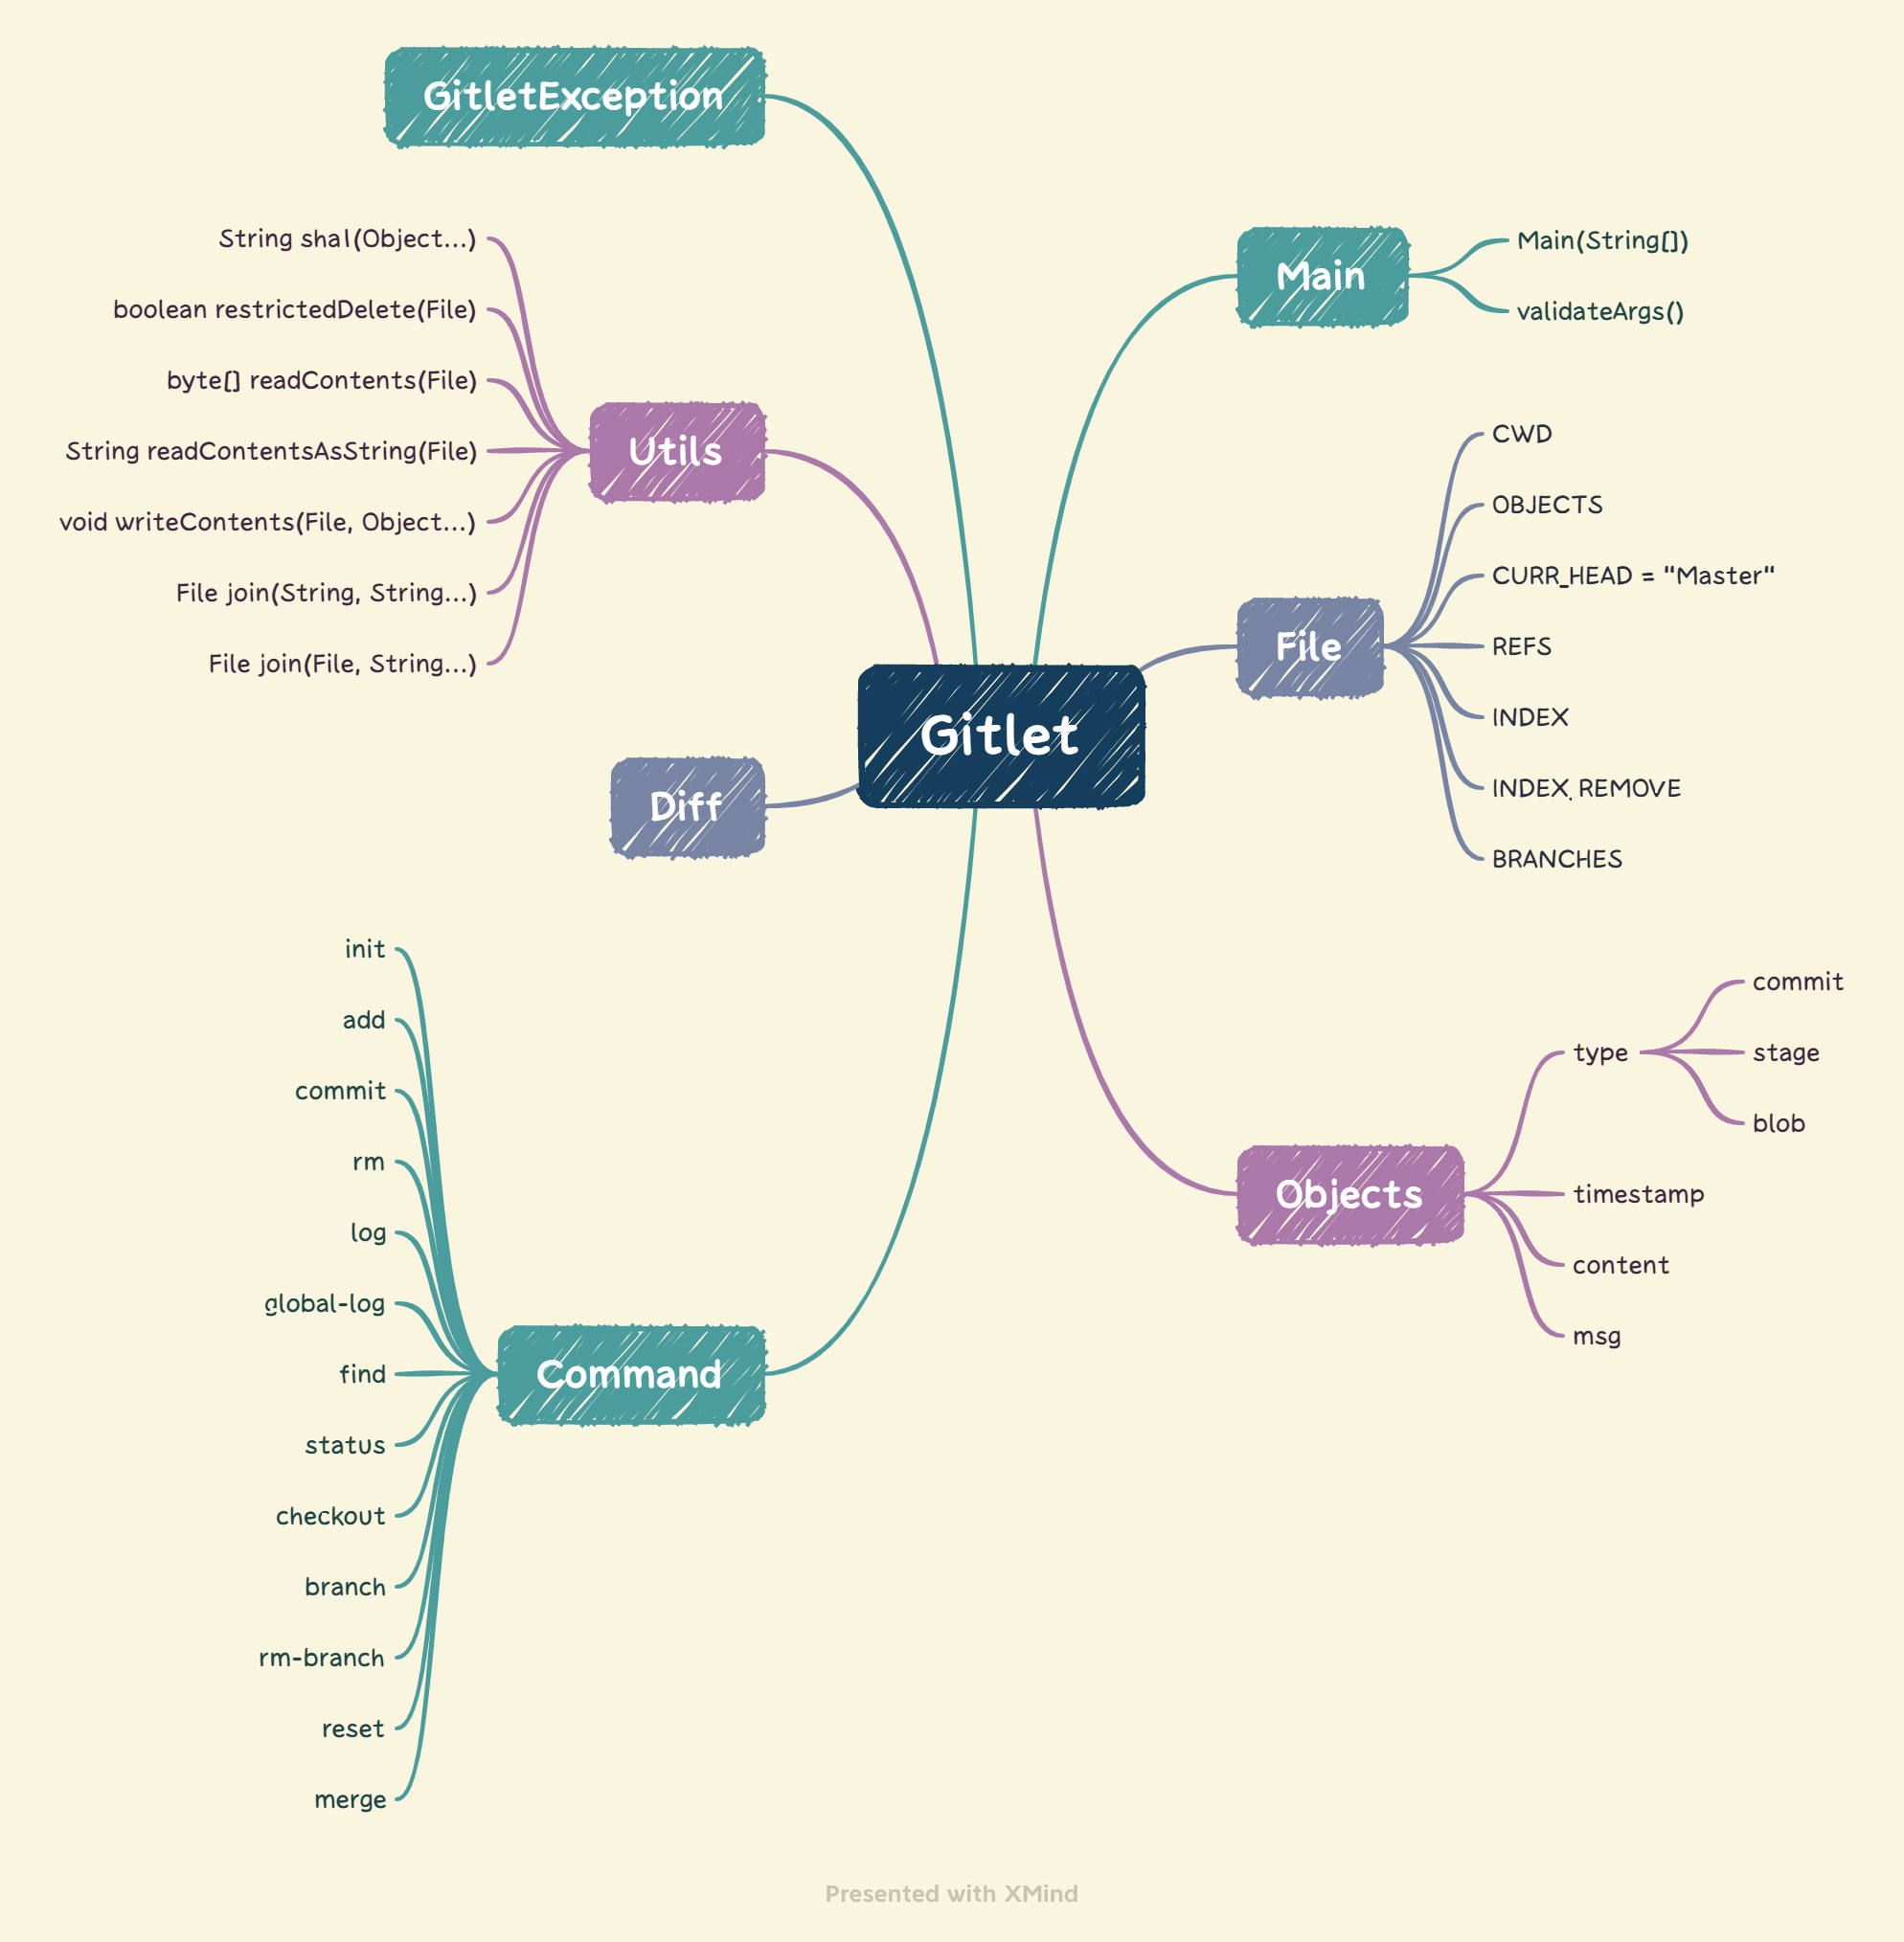 GitletException
String sha1(Object...)
boolean restrictedDelete(File)
byte[] readContents(File)
String readContentsAsString(File)
void writeContents(File, Object...)
File join(String, String...)
File join(File, String...)
Utils
Diff
init
add
commit
rm
log
global-log
find
status
checkout
branch
rm-branch
reset
merge
Command
Gitlet
Main
Main(String[])
validateArgs()
File
CWD
OBJECTS
CURR_HEAD = "Master"
REFS
INDEX
INDEX_REMOVE
BRANCHES
Objects
type
commit
stage
blob
timestamp
content
msg
Presented with XMind